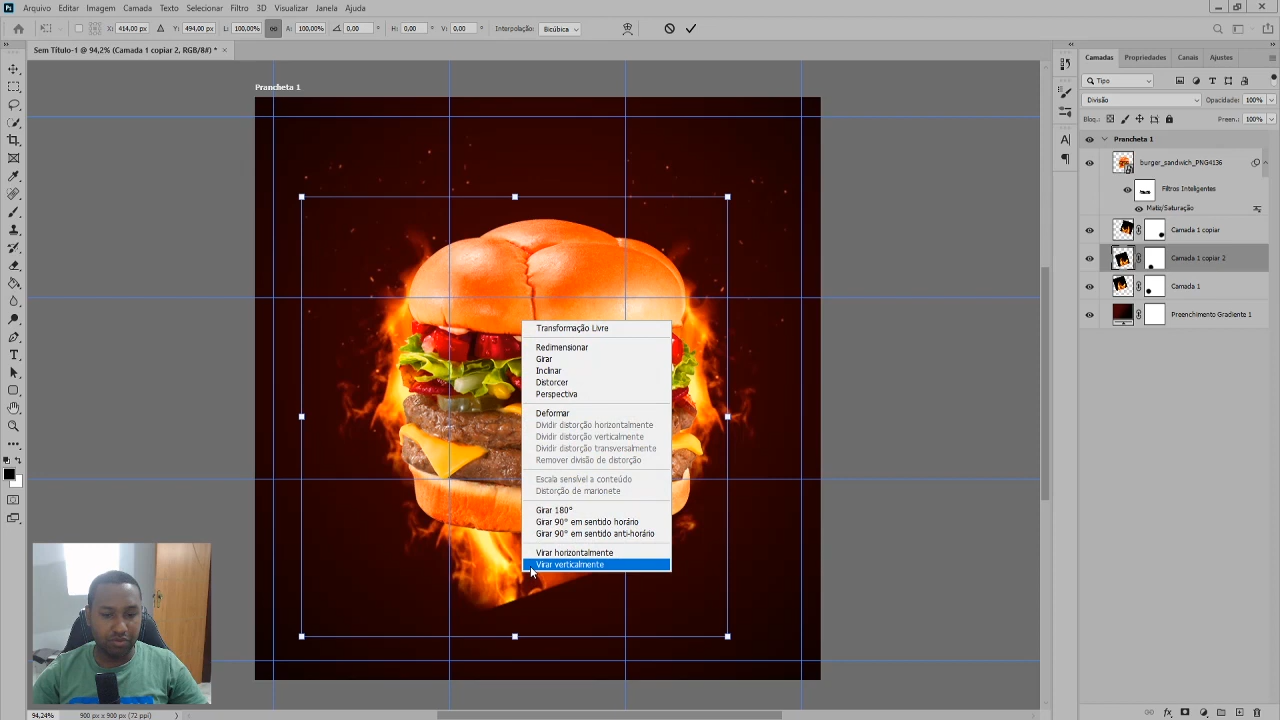 Arquivo Editar Imagem Camada Texto Selecionar Filtro 3D Visualizar Janela Ajuda
X: 414,00 px Y: 494,00 px L: 100,00% A: 100,00% 0,00 H: 0,00 V: 0,00 Interpolação: Bicúbica
Sem Título-1 @ 94,2% (Camada 1 copiar 2, RGB/8#) * ×
Prancheta 1
Transformação Livre
Redimensionar
Girar
Inclinar
Distorcer
Perspectiva
Deformar
Dividir distorção horizontalmente
Dividir distorção verticalmente
Dividir distorção transversalmente
Remover divisão de distorção
Escala sensível a conteúdo
Distorção de marionete
Girar 180°
Girar 90° em sentido horário
Girar 90° em sentido anti-horário
Virar horizontalmente
Virar verticalmente
Camadas Propriedades Canais Ajustes
Tipo
Divisão Opacidade: 100%
Bloq.: Preen.: 100%
Prancheta 1
burger_sandwich_PNG4136
Filtros Inteligentes
Matiz/Saturação
Camada 1 copiar
Camada 1 copiar 2
Camada 1
Preenchimento Gradiente 1
94,24% 900 px x 900 px (72 ppi)